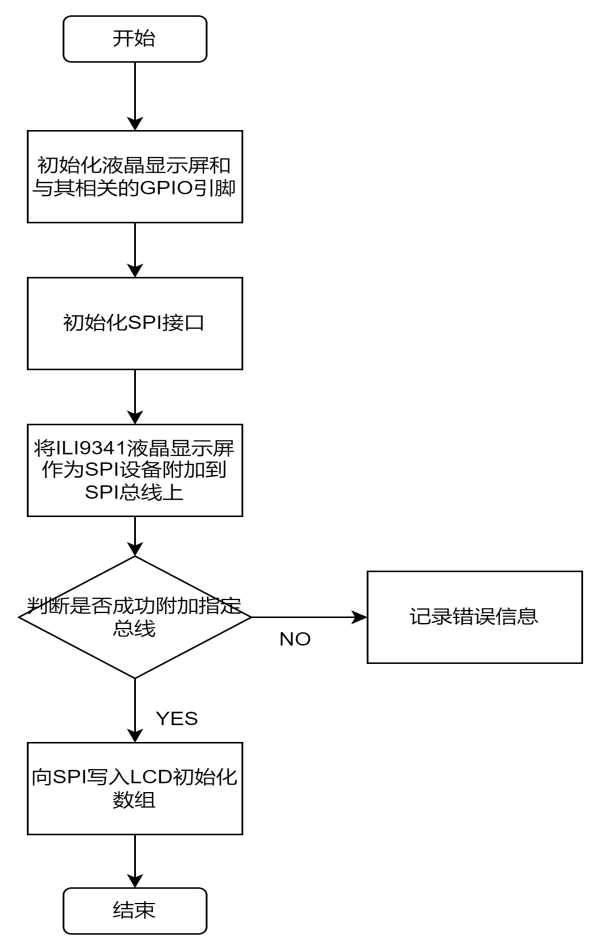 开始
初始化液晶显示屏和
与其相关的GPIO引脚
初始化SPI接口
将ILI9341液晶显示屏
作为SPI设备附加到
SPI总线上
判断是否成功附加指定
总线
NO
记录错误信息
YES
向SPI写入LCD初始化
数组
结束